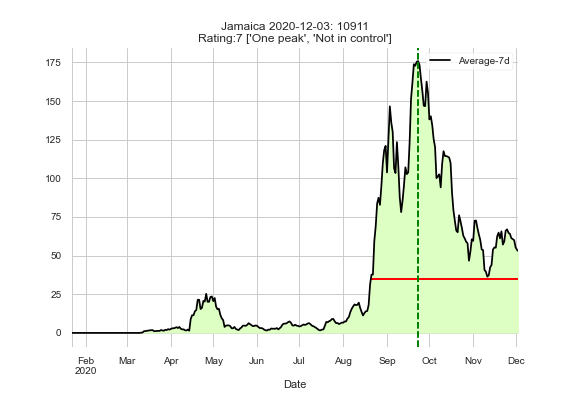 Jamaica 2020-12-03: 10911
Rating:7 ['One peak', 'Not in control']
Average-7d
175
150
125
100
75
50
25
0
Feb Mar Apr May Jun Jul Aug Sep Oct Nov Dec
2020
Date